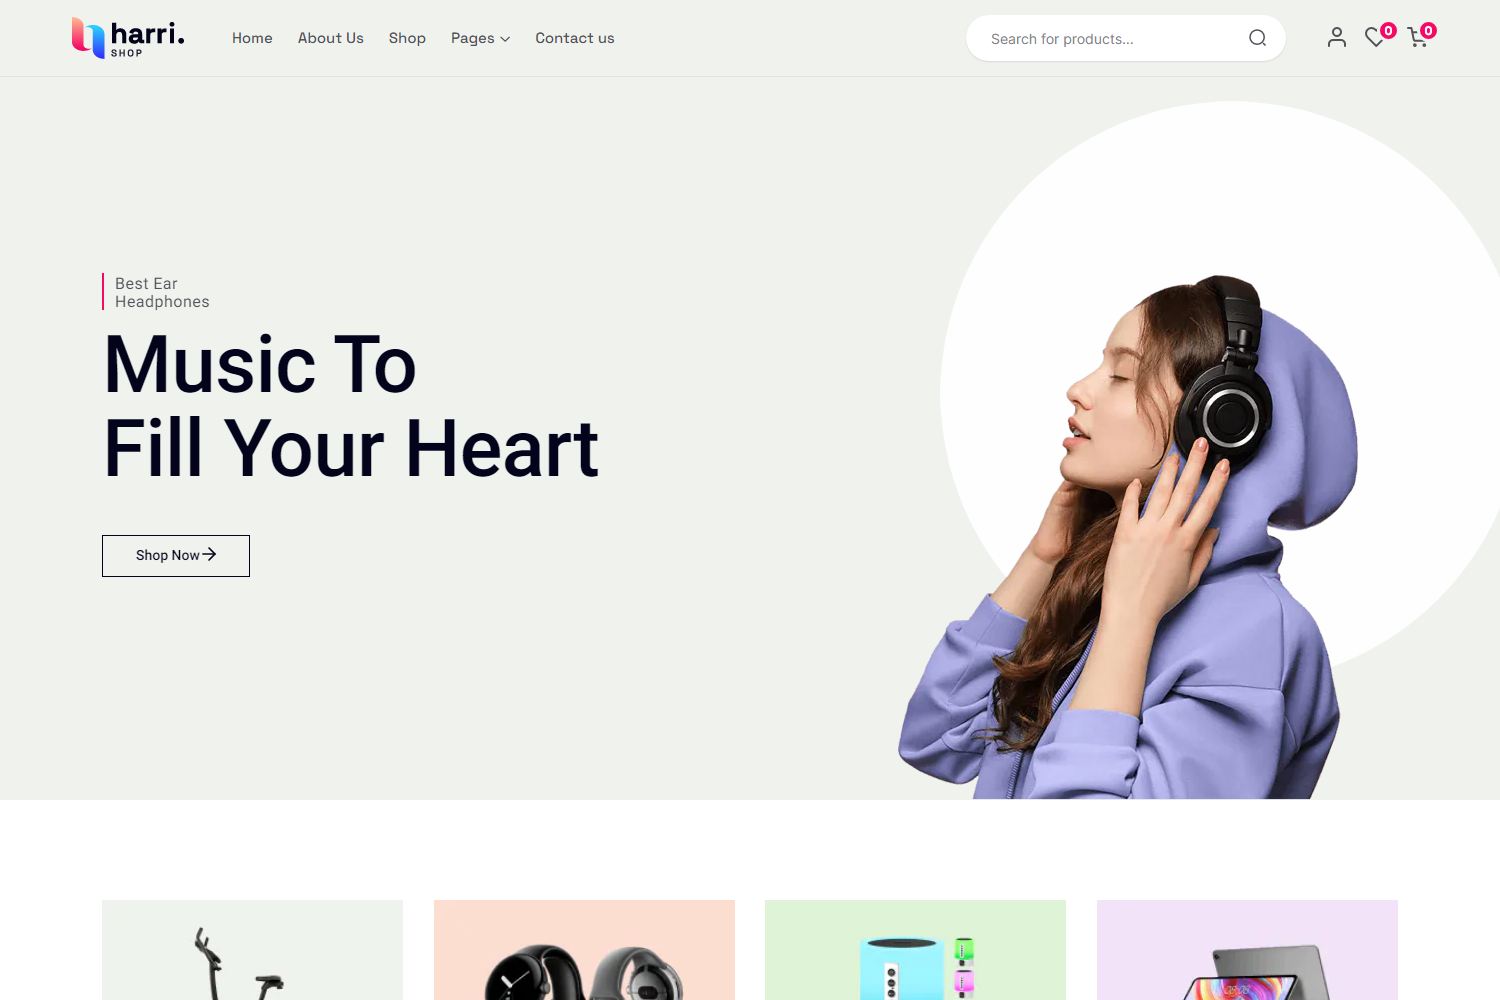 harri.
SHOP
Home
About Us
Shop
Pages
Contact us
Search for products...
0
0
Best Ear
Headphones
Music To
Fill Your Heart
Shop Now